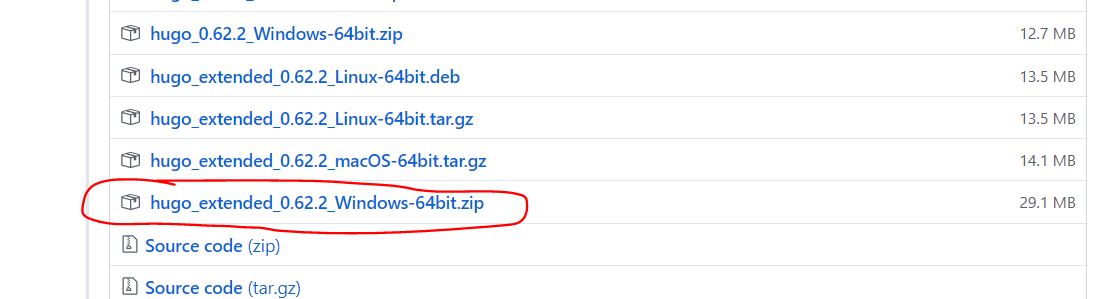 hugo_0.62.2_Windows-64bit.zip 12.7 MB
hugo_extended_0.62.2_Linux-64bit.deb 13.5 MB
hugo_extended_0.62.2_Linux-64bit.tar.gz 13.5 MB
hugo_extended_0.62.2_macOS-64bit.tar.gz 14.1 MB
hugo_extended_0.62.2_Windows-64bit.zip 29.1 MB
Source code (zip)
Source code (tar.gz)